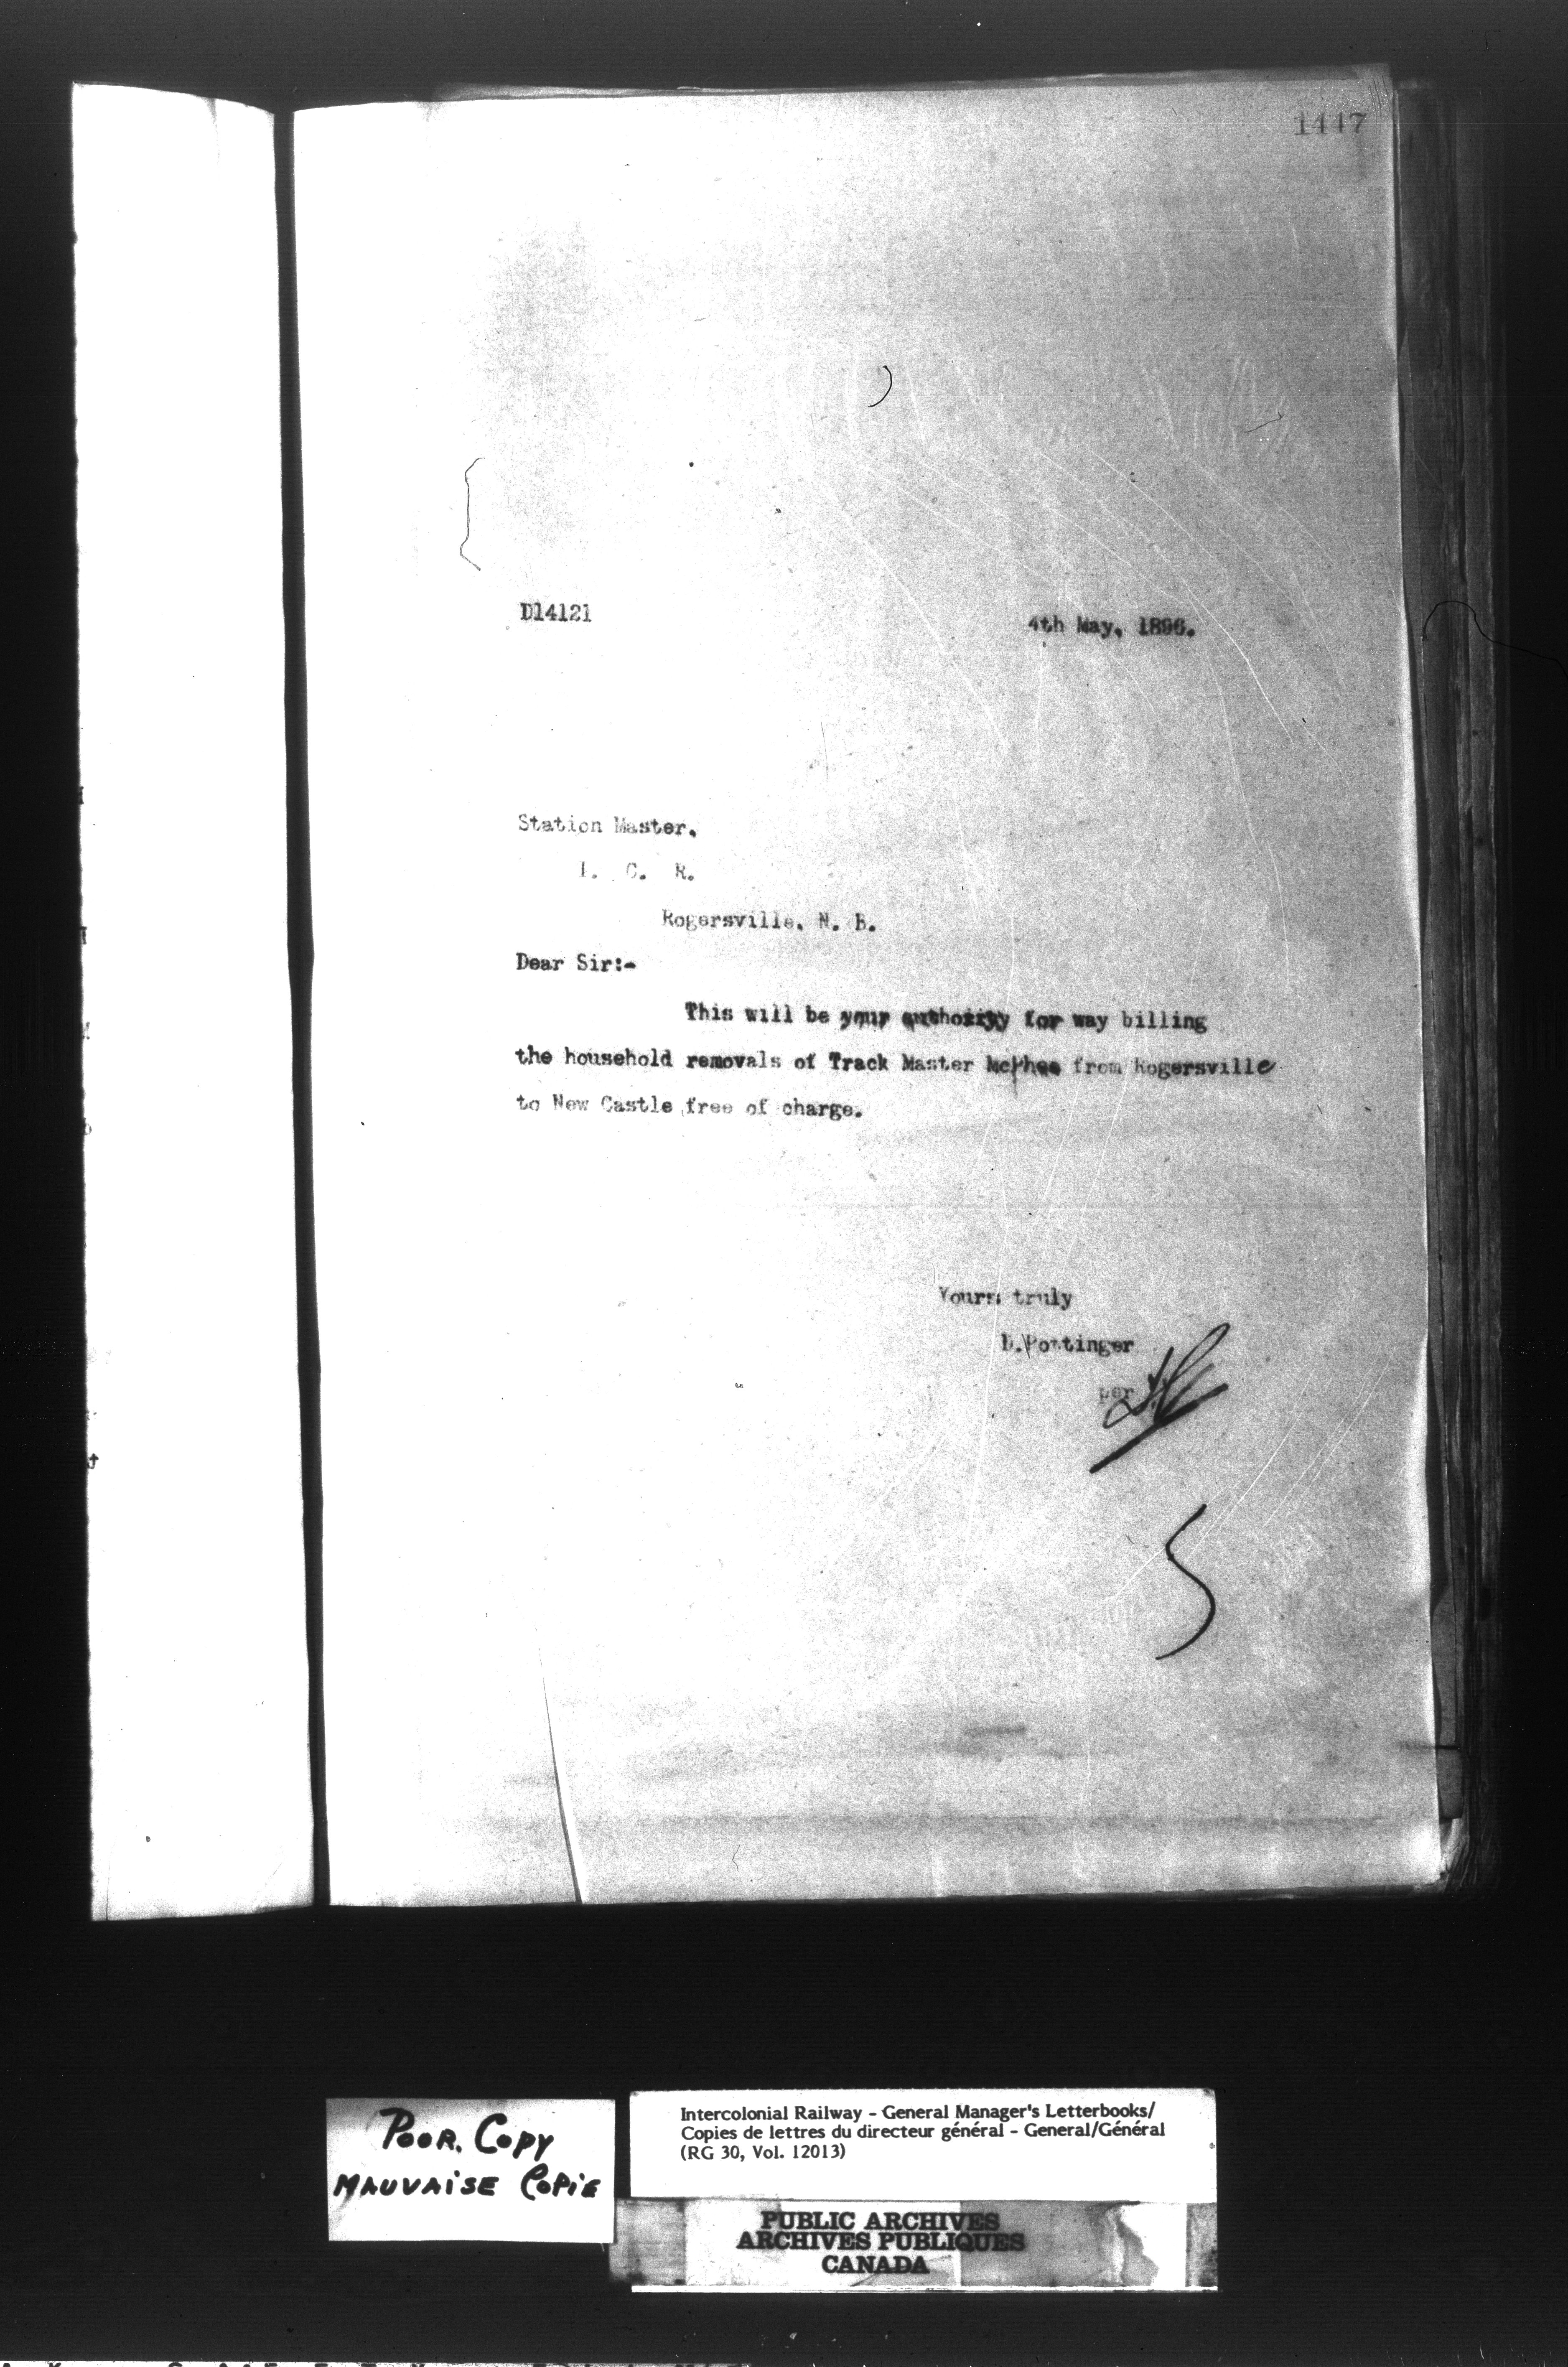 1447
D14121
4th May, 1896.
Station Master,
I. C. R.
Rogersville, N. B.
Dear Sir:-
This will be your authority for way billing
the household removals of Track Master McPhee from Rogersville
to New Castle free of charge.
Yours truly
D.Pottinger
per
POOR. COPY
MAUVAISE COPIE
Intercolonial Railway - General Manager's Letterbooks/
Copies de lettres du directeur général - General/Général
(RG 30, Vol. 12013)
PUBLIC ARCHIVES
ARCHIVES PUBLIQUES
CANADA